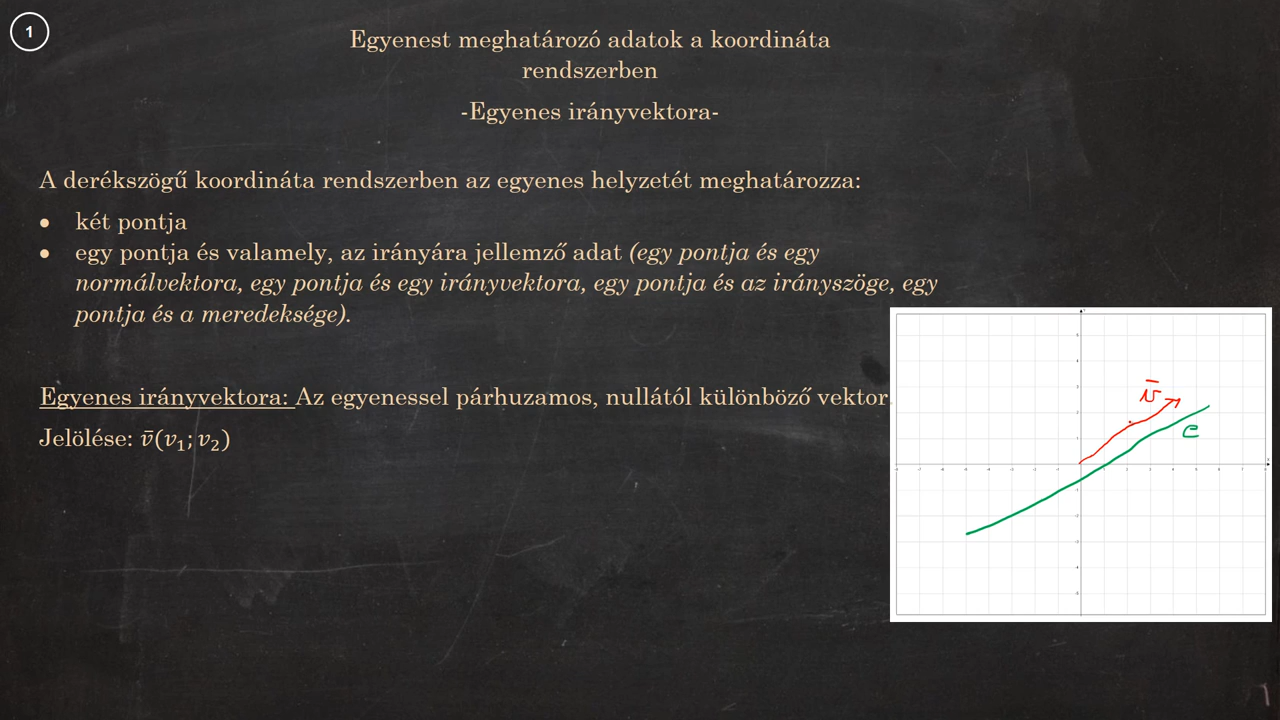 1
Egyenest meghatározó adatok a koordináta
rendszerben
-Egyenes irányvektora-
A derékszögű koordináta rendszerben az egyenes helyzetét meghatározza:
• két pontja
• egy pontja és valamely, az irányára jellemző adat (egy pontja és egy
normálvektora, egy pontja és egy irányvektora, egy pontja és az irányszöge, egy
pontja és a meredeksége).
Egyenes irányvektora: Az egyenessel párhuzamos, nullától különböző vektor
Jelölése: v̄(v₁; v₂)
v̄
e